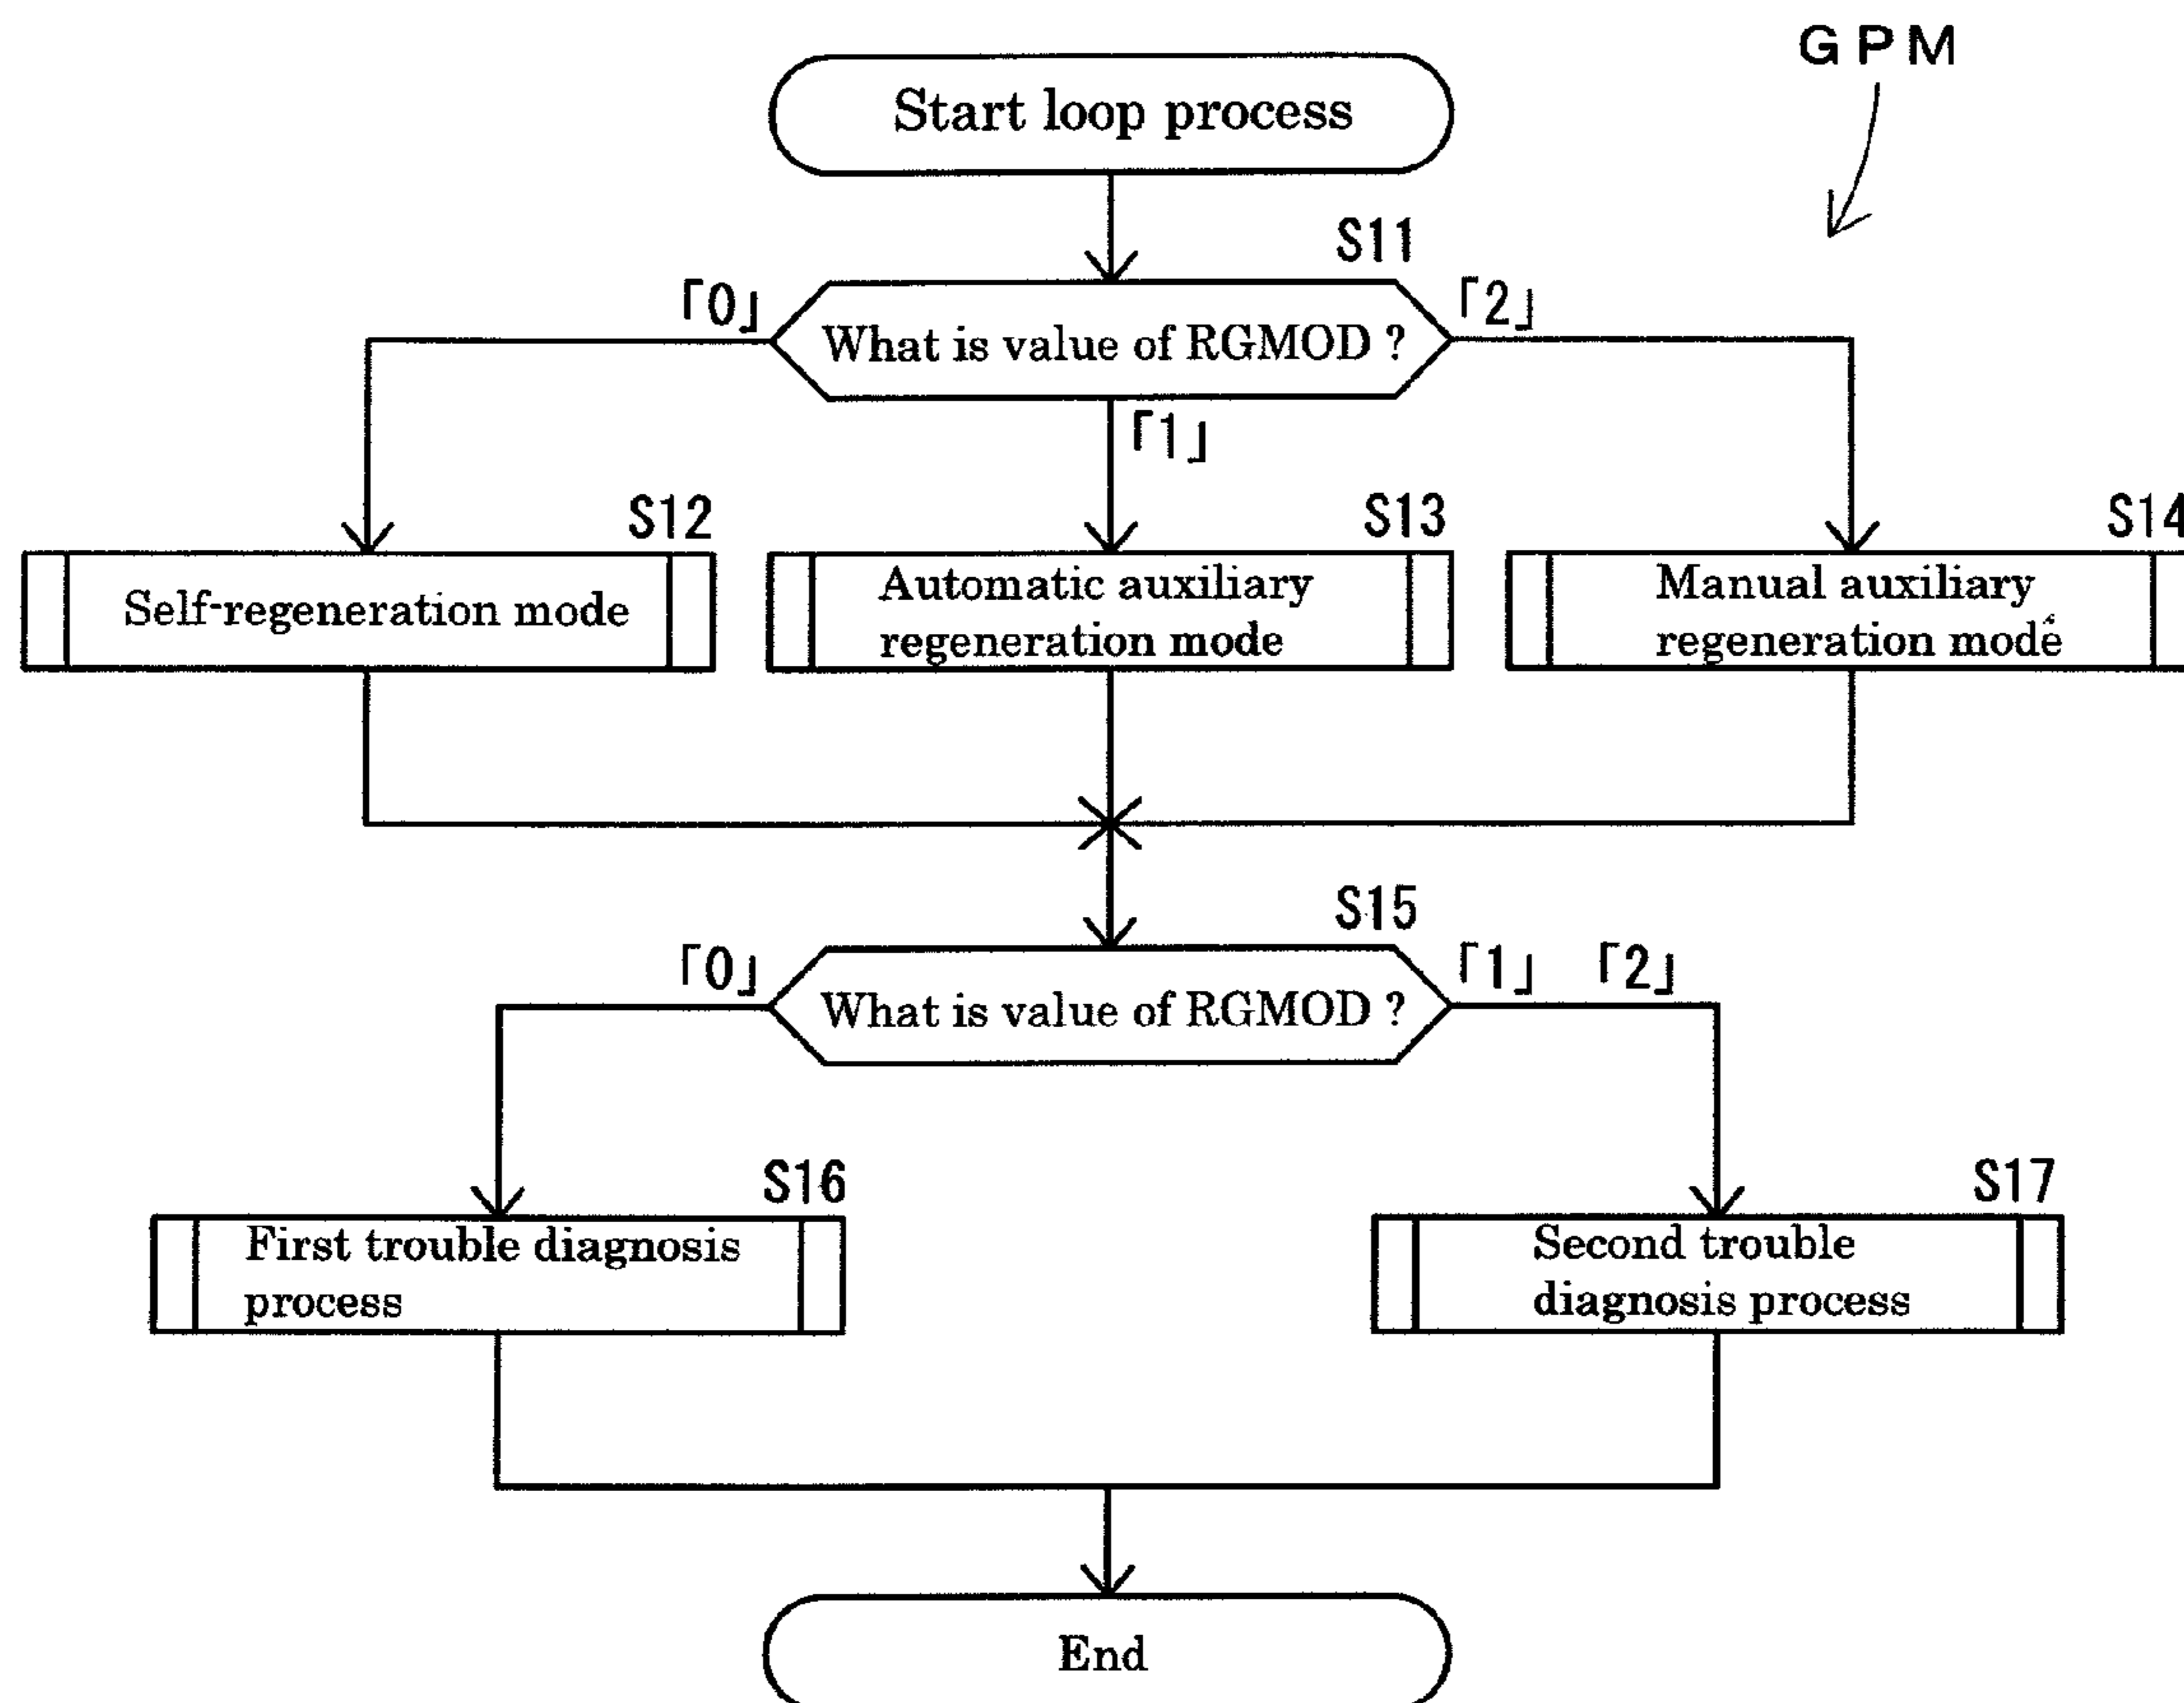 GPM
Start loop process
S11
「0」
What is value of RGMOD ?
「2」
「1」
S12
S13
S14
Self-regeneration mode
Automatic auxiliary
regeneration mode
Manual auxiliary
regeneration mode
S15
「0」
What is value of RGMOD ?
「1」 「2」
S16
S17
First trouble diagnosis
process
Second trouble
diagnosis process
End